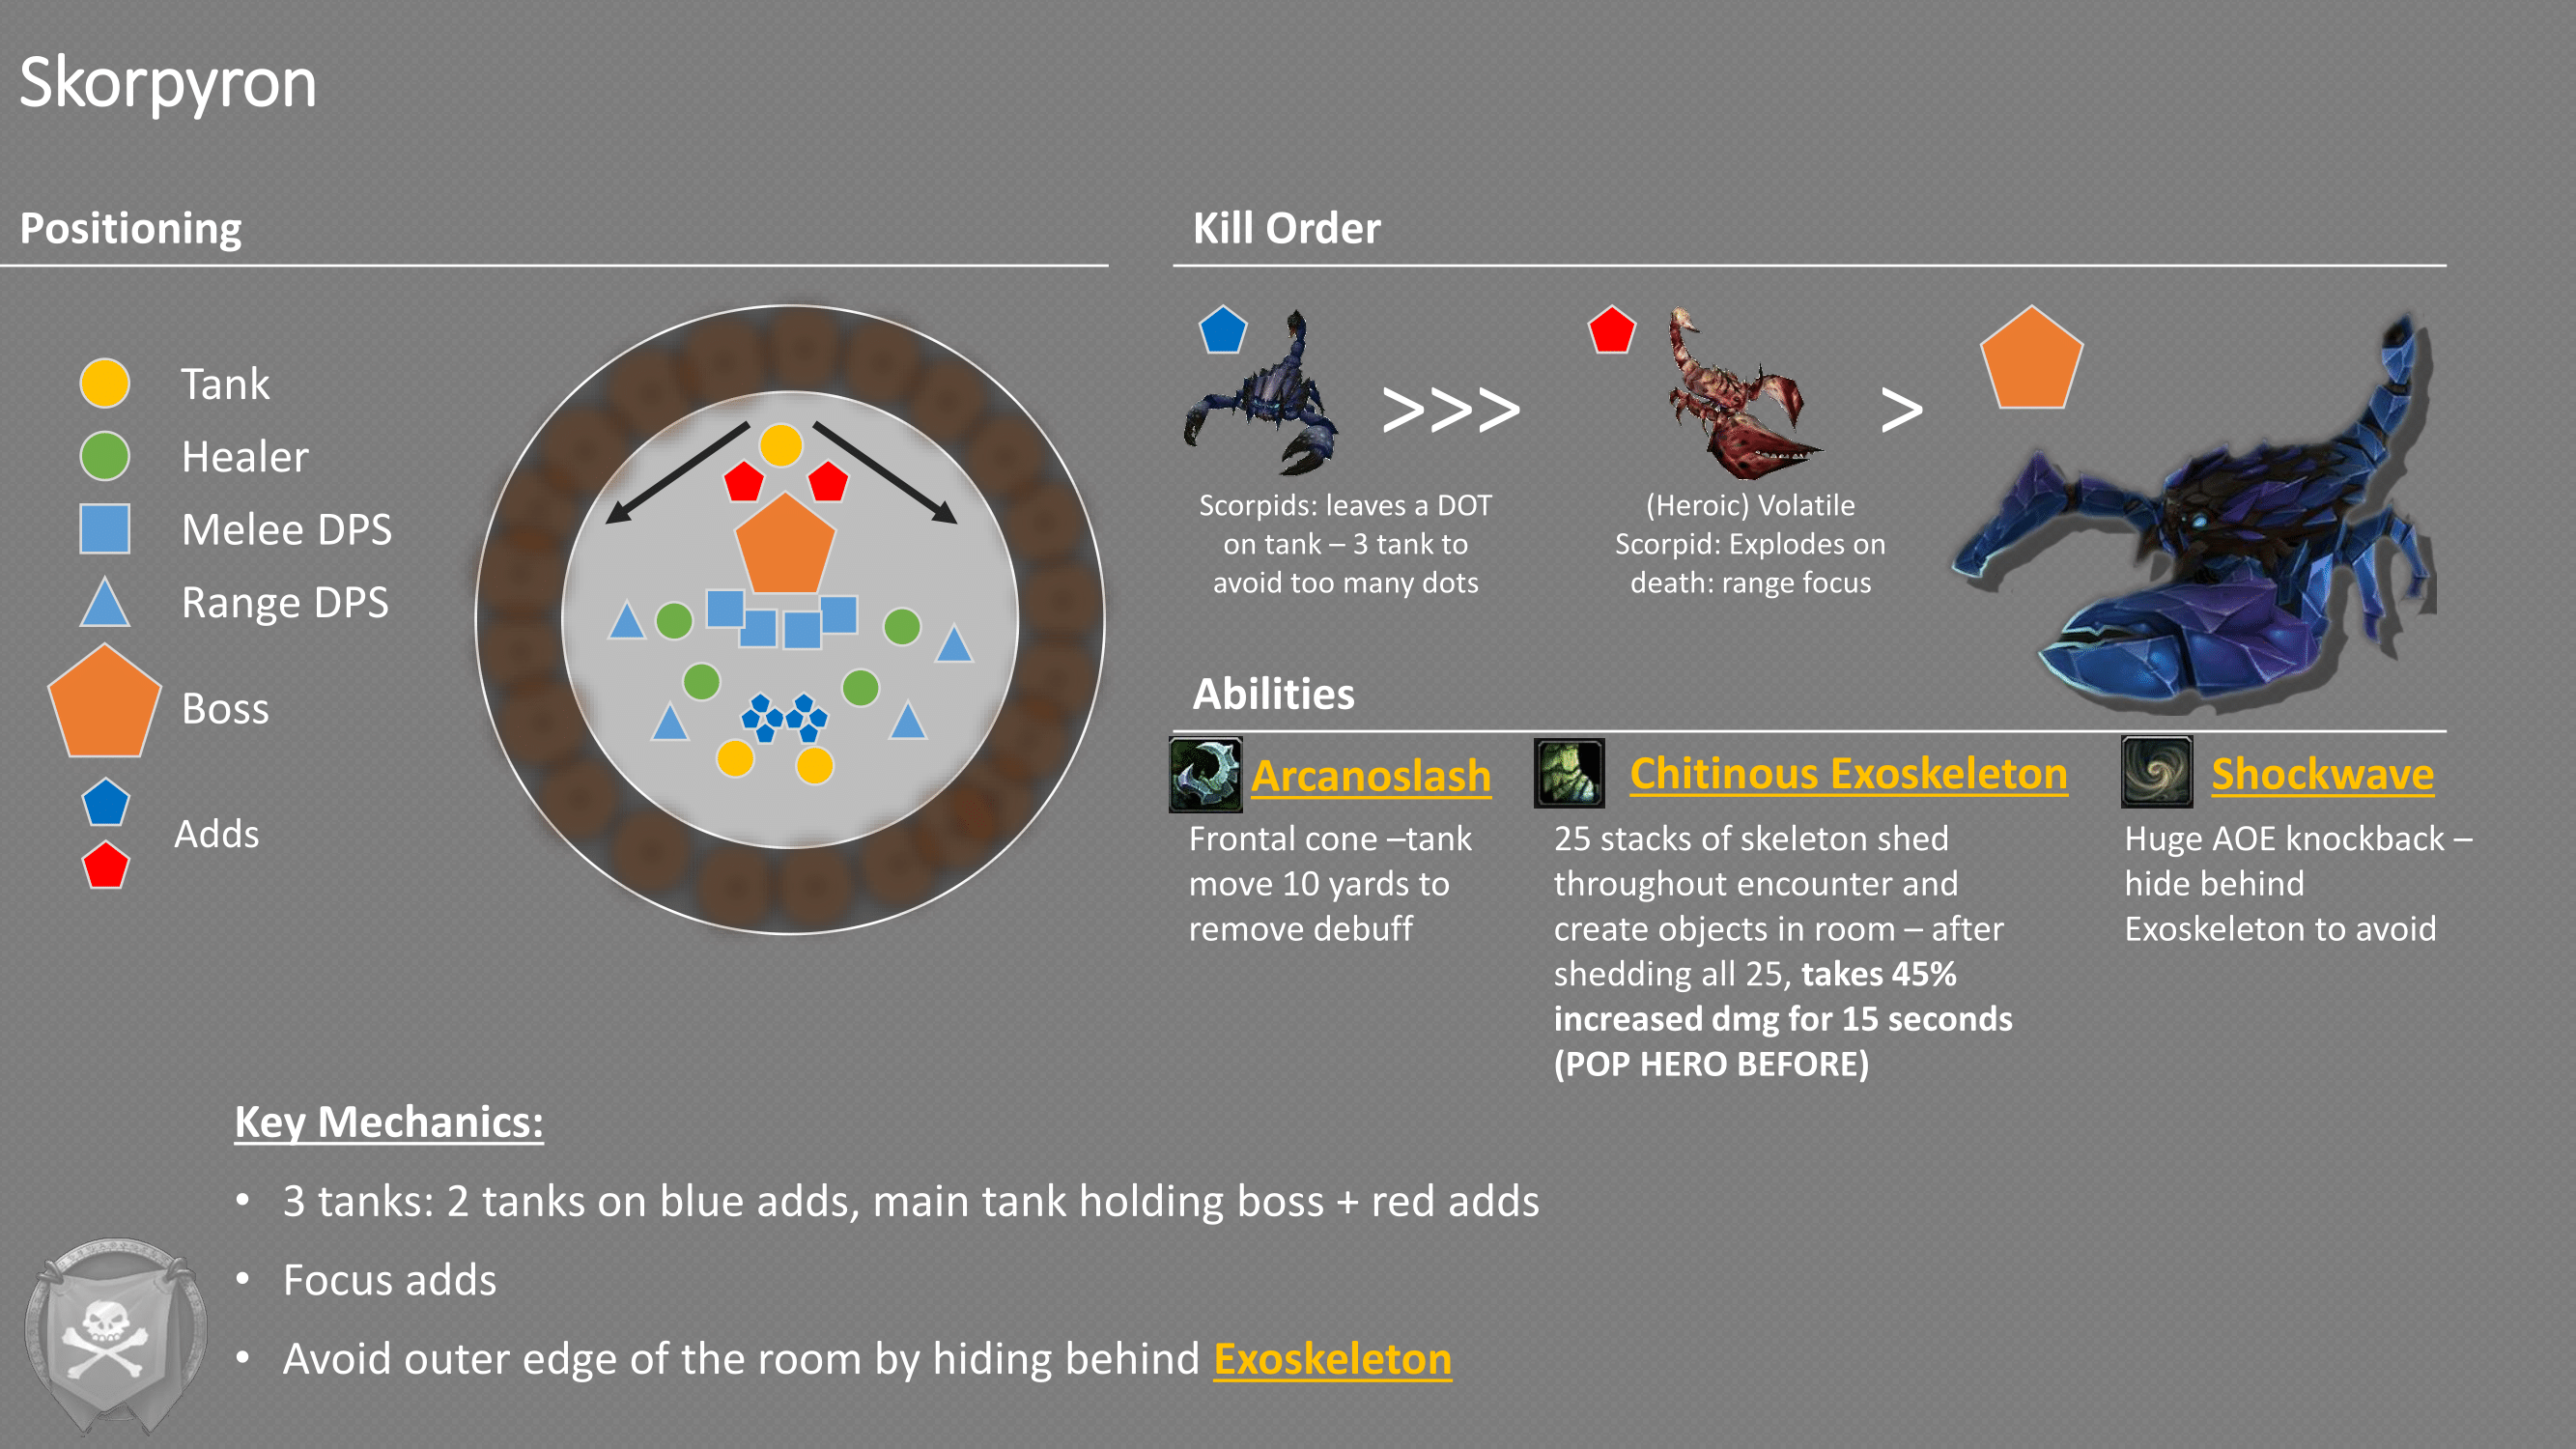 Skorpyron
Positioning
Tank
Healer
Melee DPS
Range DPS
Boss
Adds
Kill Order
>>>
>
Scorpids: leaves a DOT
on tank – 3 tank to
avoid too many dots
(Heroic) Volatile
Scorpid: Explodes on
death: range focus
Abilities
Arcanoslash
Frontal cone –tank
move 10 yards to
remove debuff
Chitinous Exoskeleton
25 stacks of skeleton shed
throughout encounter and
create objects in room – after
shedding all 25, takes 45%
increased dmg for 15 seconds
(POP HERO BEFORE)
Shockwave
Huge AOE knockback –
hide behind
Exoskeleton to avoid
Key Mechanics:
• 3 tanks: 2 tanks on blue adds, main tank holding boss + red adds
• Focus adds
• Avoid outer edge of the room by hiding behind Exoskeleton